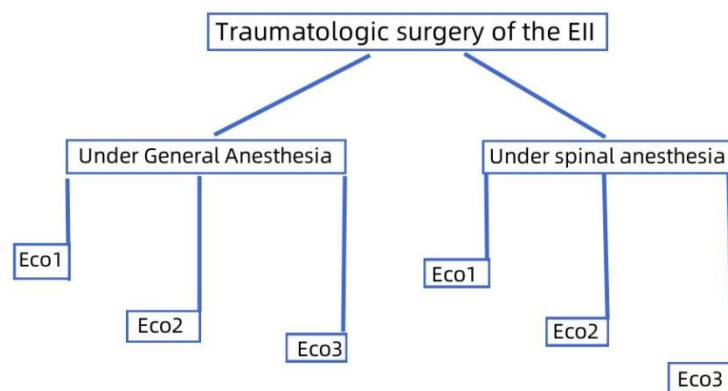 Traumatologic surgery of the EII
Under General Anesthesia
Under spinal anesthesia
Eco1
Eco2
Eco3
Eco1
Eco2
Eco3